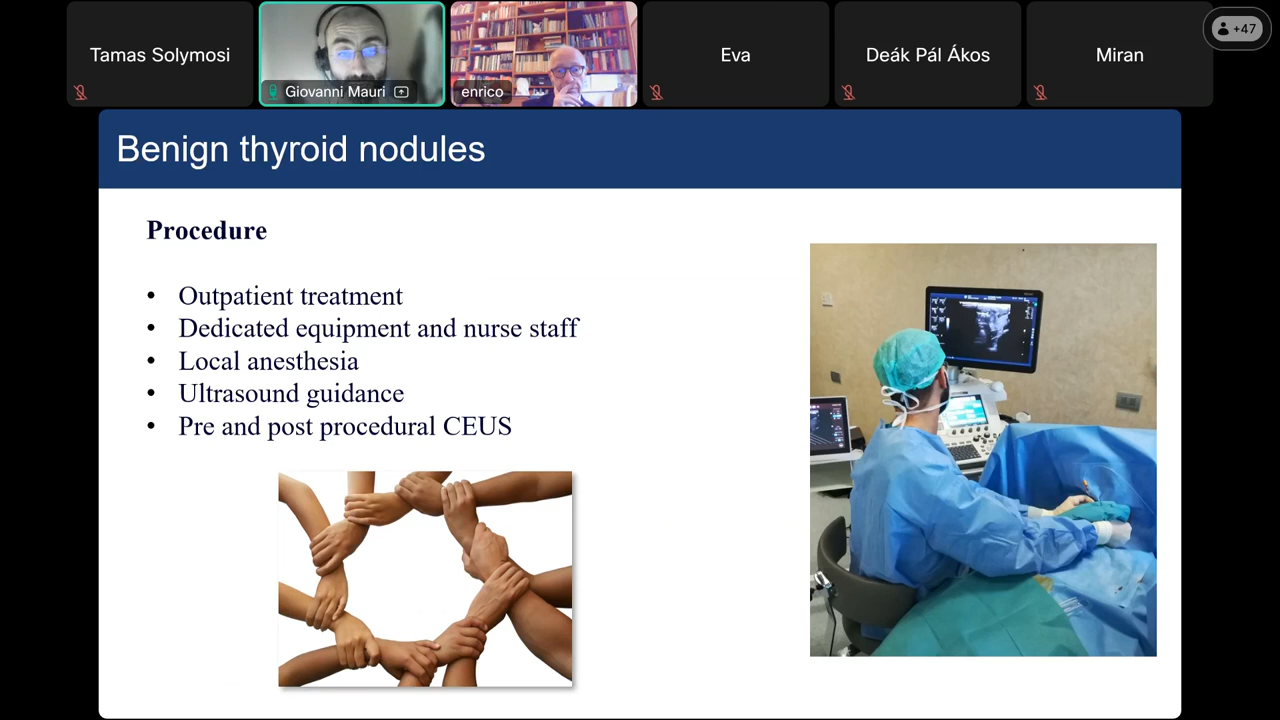 Tamas Solymosi
Giovanni Mauri
enrico
Eva
Deák Pál Ákos
Miran
+47
Benign thyroid nodules
Procedure
• Outpatient treatment
• Dedicated equipment and nurse staff
• Local anesthesia
• Ultrasound guidance
• Pre and post procedural CEUS